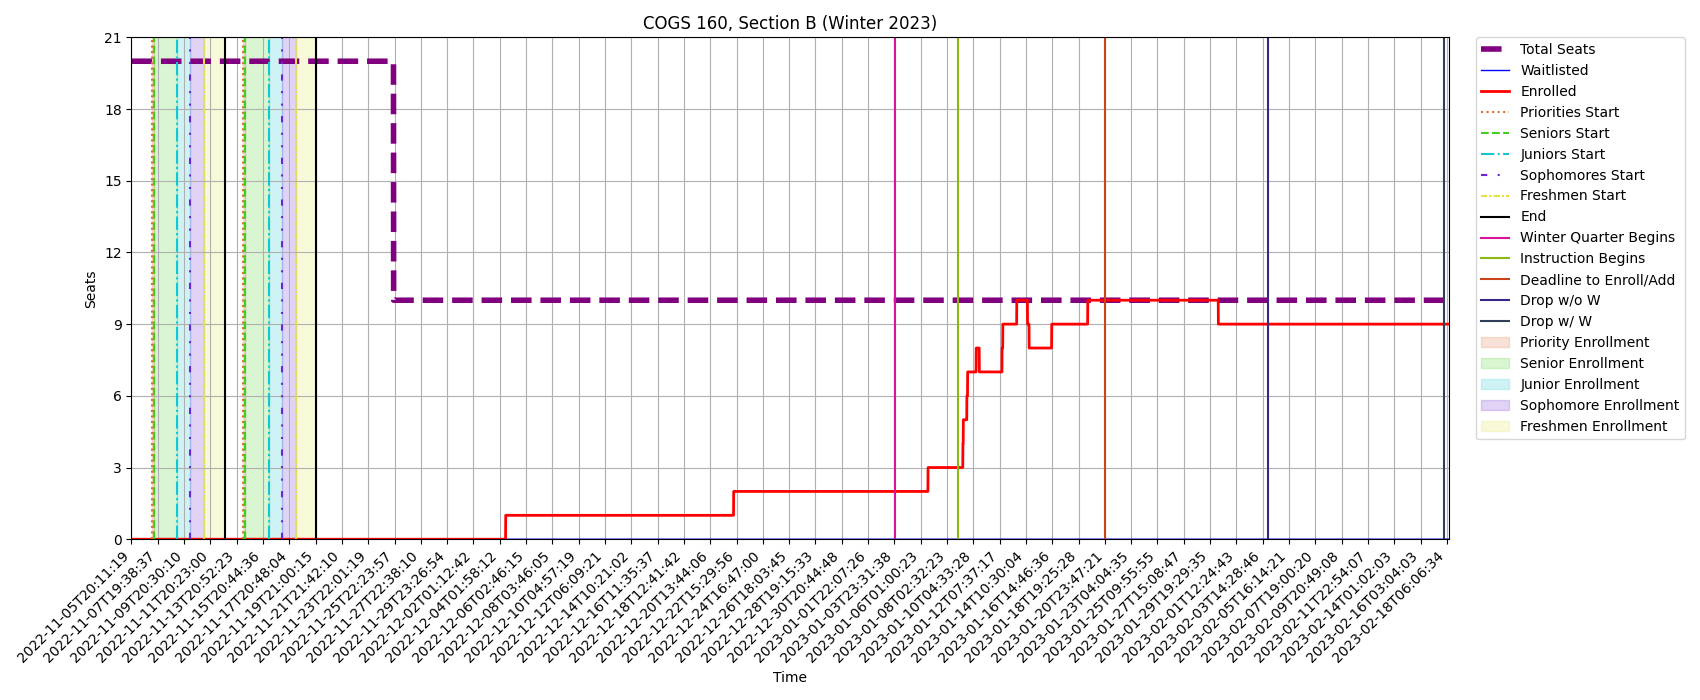 COGS 160, Section B (Winter 2023)
Seats
21
18
15
12
9
6
3
0
2022-11-05T20:11:19
2022-11-07T19:38:37
2022-11-09T20:30:10
2022-11-11T20:23:00
2022-11-13T20:52:23
2022-11-15T20:44:36
2022-11-17T20:48:04
2022-11-19T21:00:15
2022-11-21T21:42:10
2022-11-23T22:01:19
2022-11-25T22:23:57
2022-11-27T22:38:10
2022-11-29T23:26:54
2022-12-02T01:12:42
2022-12-04T01:58:12
2022-12-06T02:46:15
2022-12-08T03:46:05
2022-12-10T04:57:19
2022-12-12T06:09:21
2022-12-14T10:21:02
2022-12-16T11:35:37
2022-12-18T12:41:42
2022-12-20T13:44:06
2022-12-22T15:29:56
2022-12-24T16:47:00
2022-12-26T18:03:45
2022-12-28T19:15:33
2022-12-30T20:44:48
2023-01-01T22:07:26
2023-01-03T23:31:38
2023-01-06T01:00:23
2023-01-08T02:32:23
2023-01-10T04:33:28
2023-01-12T07:37:17
2023-01-14T10:30:04
2023-01-16T14:46:36
2023-01-18T19:25:28
2023-01-20T23:47:21
2023-01-23T04:04:35
2023-01-25T09:55:55
2023-01-27T15:08:47
2023-01-29T19:29:35
2023-02-01T12:24:43
2023-02-03T14:28:46
2023-02-05T16:14:21
2023-02-07T19:00:20
2023-02-09T20:49:08
2023-02-11T22:54:07
2023-02-14T01:02:03
2023-02-16T03:04:03
2023-02-18T06:06:34
Time
Total Seats
Waitlisted
Enrolled
Priorities Start
Seniors Start
Juniors Start
Sophomores Start
Freshmen Start
End
Winter Quarter Begins
Instruction Begins
Deadline to Enroll/Add
Drop w/o W
Drop w/ W
Priority Enrollment
Senior Enrollment
Junior Enrollment
Sophomore Enrollment
Freshmen Enrollment